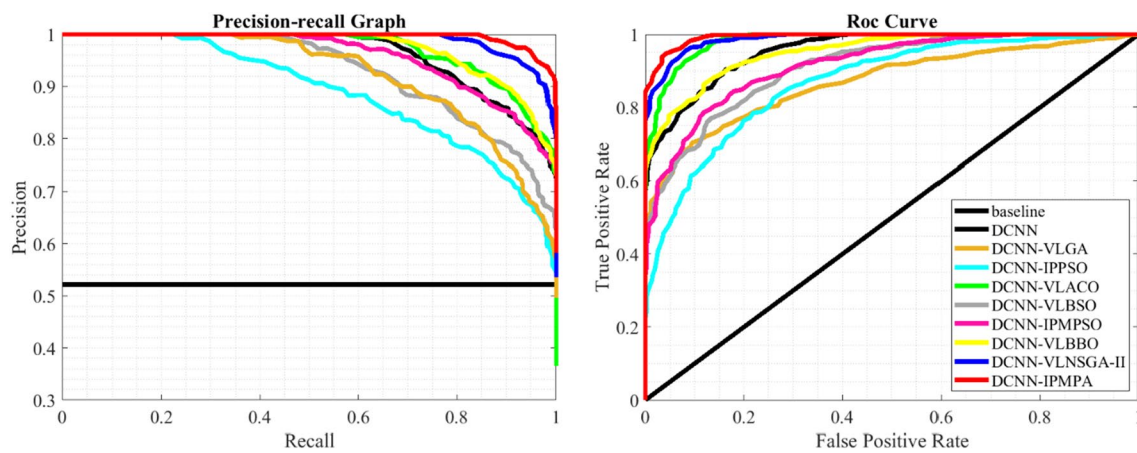 Precision-recall Graph
Precision
1
0.9
0.8
0.7
0.6
0.5
0.4
0.3
0
0.2
0.4
0.6
0.8
1
Recall
Roc Curve
True Positive Rate
1
0.8
0.6
0.4
0.2
0
0
0.2
0.4
0.6
0.8
1
False Positive Rate
baseline
DCNN
DCNN-VLGA
DCNN-IPPSO
DCNN-VLACO
DCNN-VLBSO
DCNN-IPMPSO
DCNN-VLBBO
DCNN-VLNSGA-II
DCNN-IPMPA